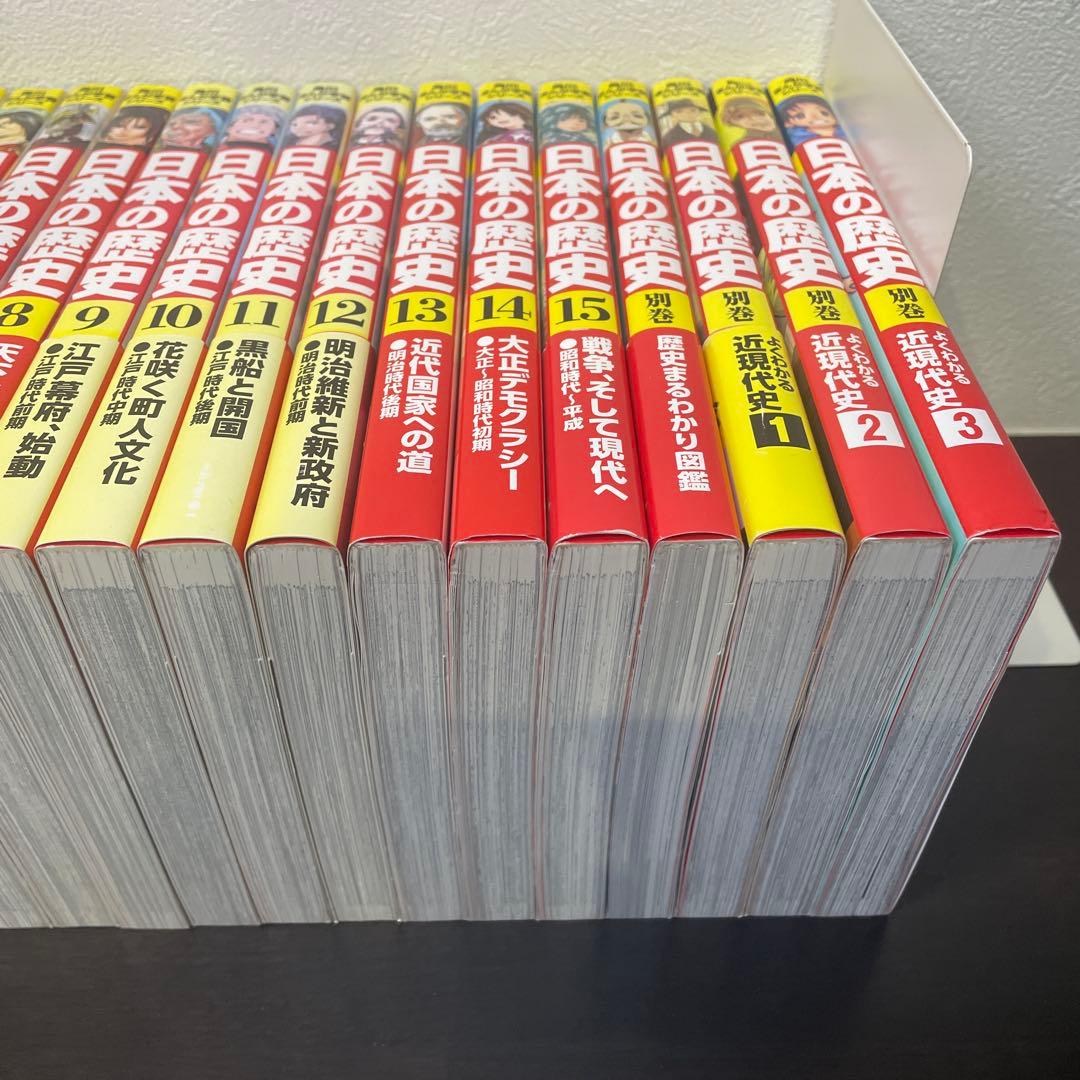 日本の歴史
8
日本の歴史
9
江戸幕府、始動
●江戸時代前期
日本の歴史
10
花咲く町人文化
●江戸時代中期
日本の歴史
11
黒船と開国
●江戸時代後期
日本の歴史
12
明治維新と新政府
●明治時代前期
日本の歴史
13
近代国家への道
●明治時代後期
日本の歴史
14
大正デモクラシー
●大正～昭和時代初期
日本の歴史
15
戦争、そして現代へ
●昭和時代～平成
日本の歴史
別巻
歴史まるわかり図鑑
日本の歴史
別巻
よくわかる
近現代史
1
日本の歴史
別巻
よくわかる
近現代史
2
日本の歴史
別巻
よくわかる
近現代史
3